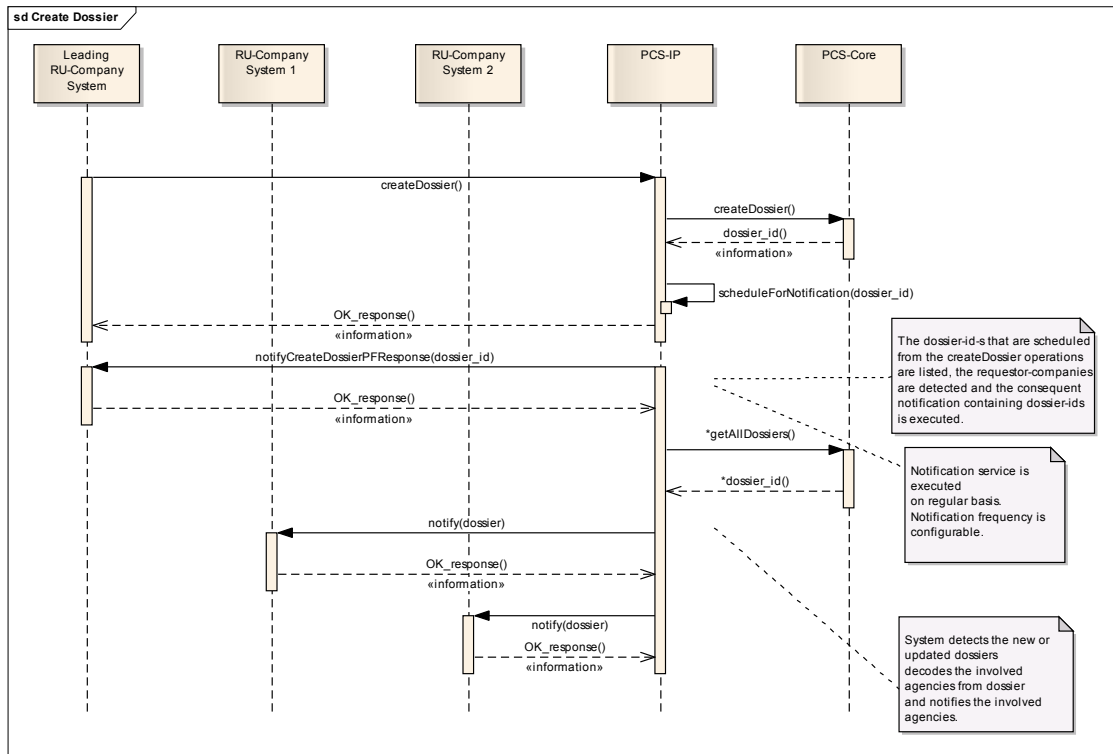 sd Create Dossier
Leading
RU-Company
System
RU-Company
System 1
RU-Company
System 2
PCS-IP
PCS-Core
createDossier()
createDossier()
dossier_id()
«information»
scheduleForNotification(dossier_id)
OK_response()
«information»
notifyCreateDossierPFResponse(dossier_id)
OK_response()
«information»
The dossier-id-s that are scheduled
from the createDossier operations
are listed, the requestor-companies
are detected and the consequent
notification containing dossier-ids
is executed.
*getAllDossiers()
*dossier_id()
Notification service is
executed
on regular basis.
Notification frequency is
configurable.
notify(dossier)
OK_response()
«information»
notify(dossier)
OK_response()
«information»
System detects the new or
updated dossiers
decodes the involved
agencies from dossier
and notifies the involved
agencies.